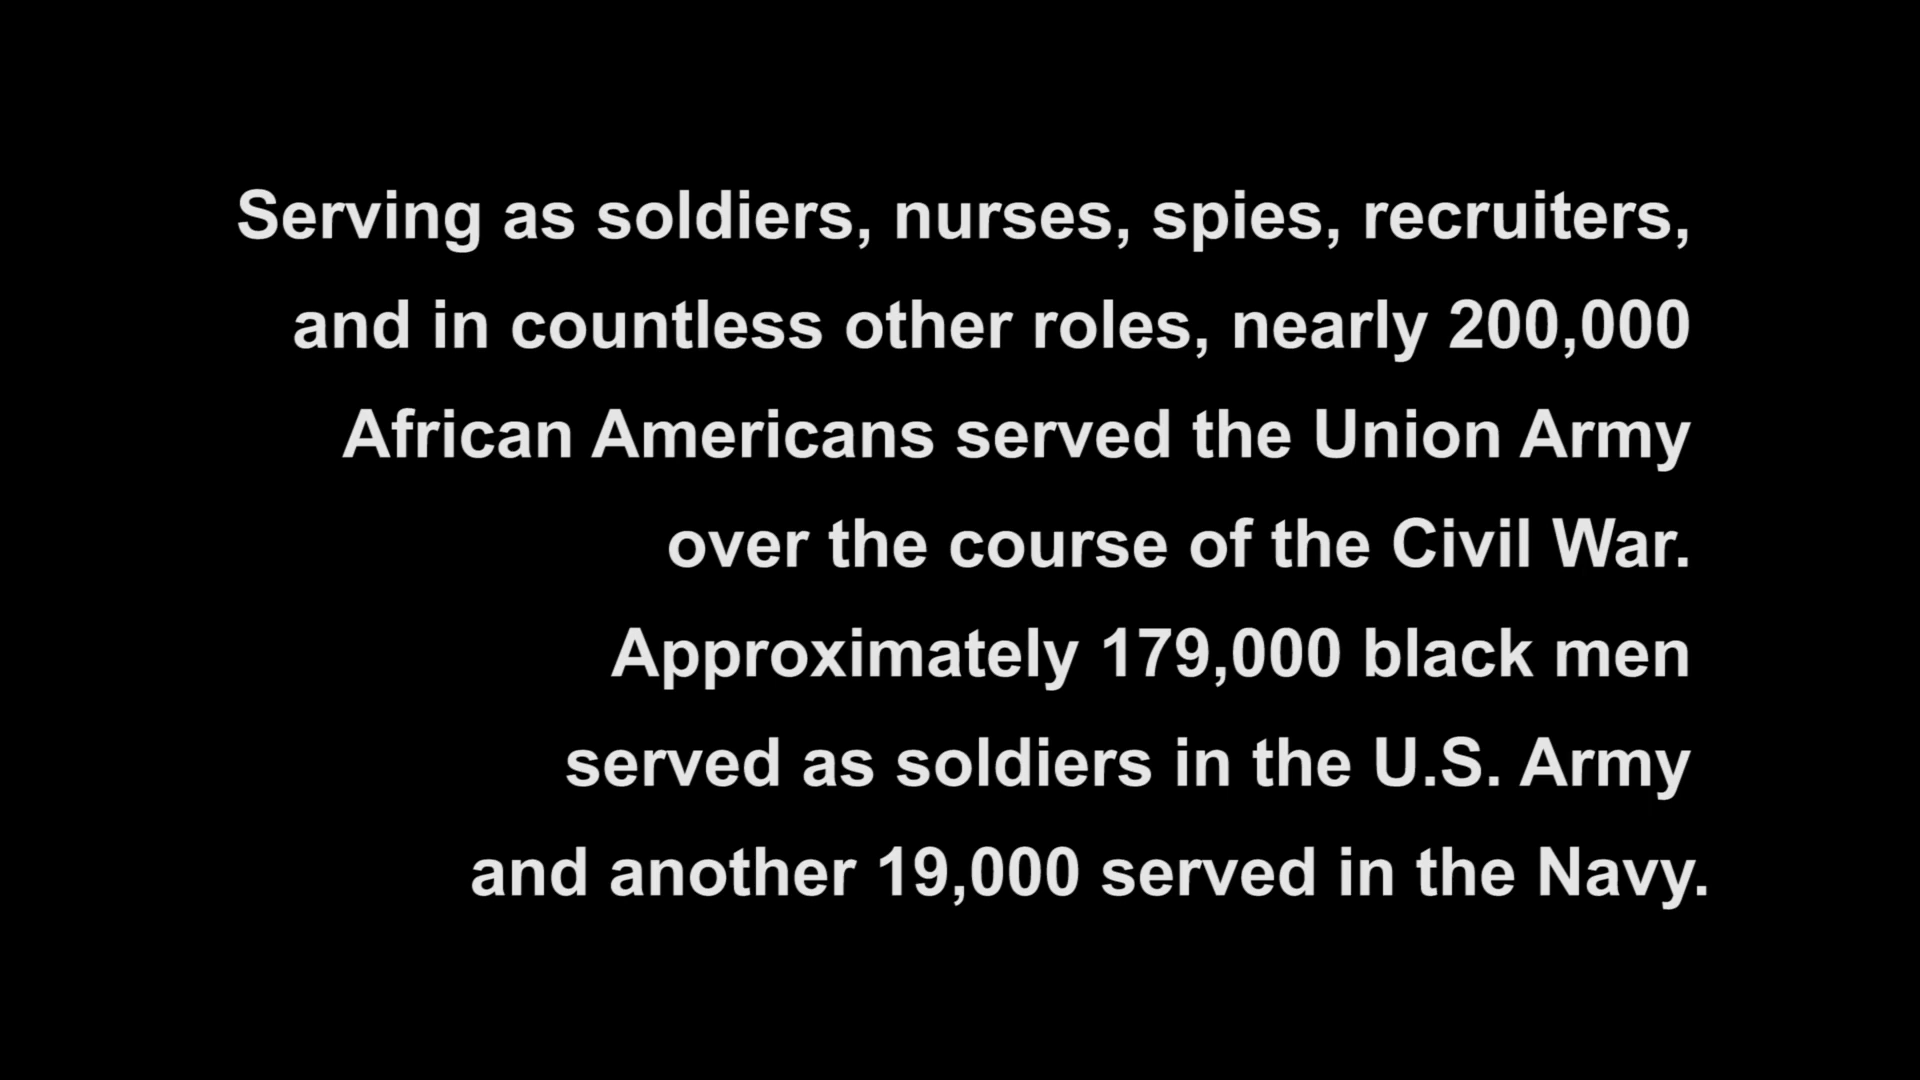 Serving as soldiers, nurses, spies, recruiters,
and in countless other roles, nearly 200,000
African Americans served the Union Army
over the course of the Civil War.
Approximately 179,000 black men
served as soldiers in the U.S. Army
and another 19,000 served in the Navy.